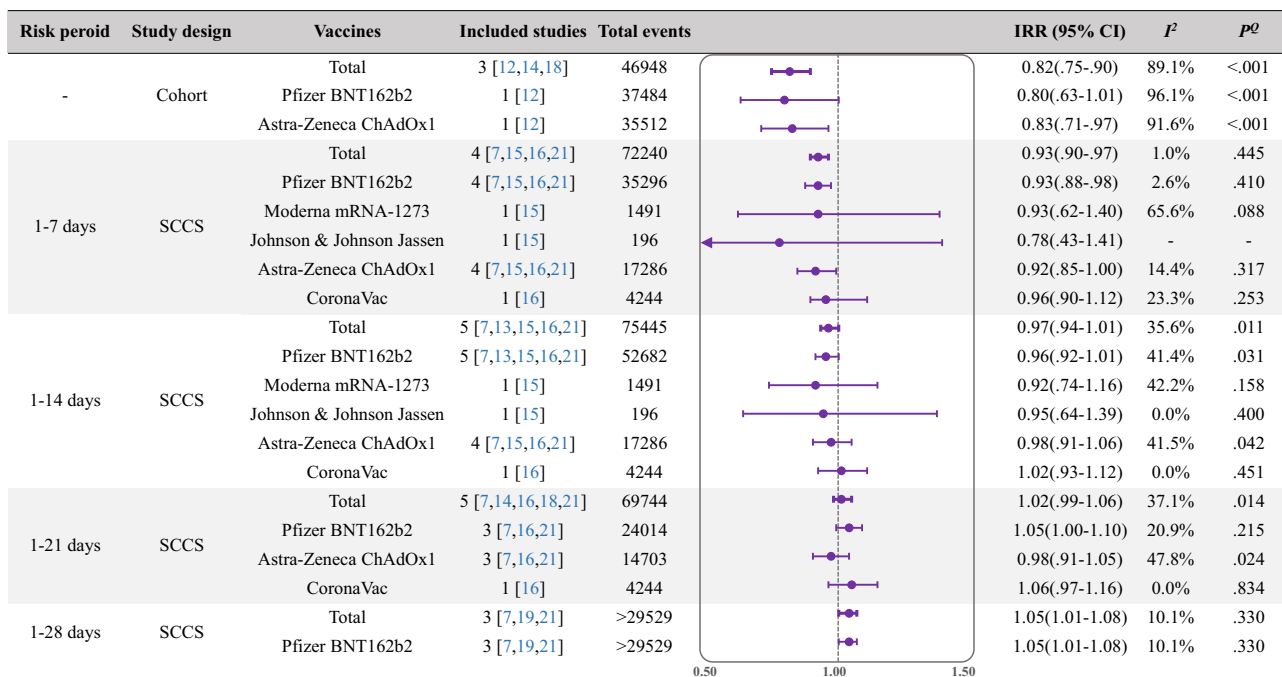 Risk peroid Study design Vaccines Included studies Total events IRR (95% CI) I² P^Q
Total 3 [12,14,18] 46948 0.82(.75-.90) 89.1% <.001
- Cohort Pfizer BNT162b2 1 [12] 37484 0.80(.63-1.01) 96.1% <.001
Astra-Zeneca ChAdOx1 1 [12] 35512 0.83(.71-.97) 91.6% <.001
Total 4 [7,15,16,21] 72240 0.93(.90-.97) 1.0% .445
Pfizer BNT162b2 4 [7,15,16,21] 35296 0.93(.88-.98) 2.6% .410
Moderna mRNA-1273 1 [15] 1491 0.93(.62-1.40) 65.6% .088
1-7 days SCCS
Johnson & Johnson Jassen 1 [15] 196 0.78(.43-1.41) - -
Astra-Zeneca ChAdOx1 4 [7,15,16,21] 17286 0.92(.85-1.00) 14.4% .317
CoronaVac 1 [16] 4244 0.96(.90-1.12) 23.3% .253
Total 5 [7,13,15,16,21] 75445 0.97(.94-1.01) 35.6% .011
Pfizer BNT162b2 5 [7,13,15,16,21] 52682 0.96(.92-1.01) 41.4% .031
Moderna mRNA-1273 1 [15] 1491 0.92(.74-1.16) 42.2% .158
1-14 days SCCS
Johnson & Johnson Jassen 1 [15] 196 0.95(.64-1.39) 0.0% .400
Astra-Zeneca ChAdOx1 4 [7,15,16,21] 17286 0.98(.91-1.06) 41.5% .042
CoronaVac 1 [16] 4244 1.02(.93-1.12) 0.0% .451
Total 5 [7,14,16,18,21] 69744 1.02(.99-1.06) 37.1% .014
Pfizer BNT162b2 3 [7,16,21] 24014 1.05(1.00-1.10) 20.9% .215
1-21 days SCCS
Astra-Zeneca ChAdOx1 3 [7,16,21] 14703 0.98(.91-1.05) 47.8% .024
CoronaVac 1 [16] 4244 1.06(.97-1.16) 0.0% .834
Total 3 [7,19,21] >29529 1.05(1.01-1.08) 10.1% .330
1-28 days SCCS
Pfizer BNT162b2 3 [7,19,21] >29529 1.05(1.01-1.08) 10.1% .330
0.50 1.00 1.50